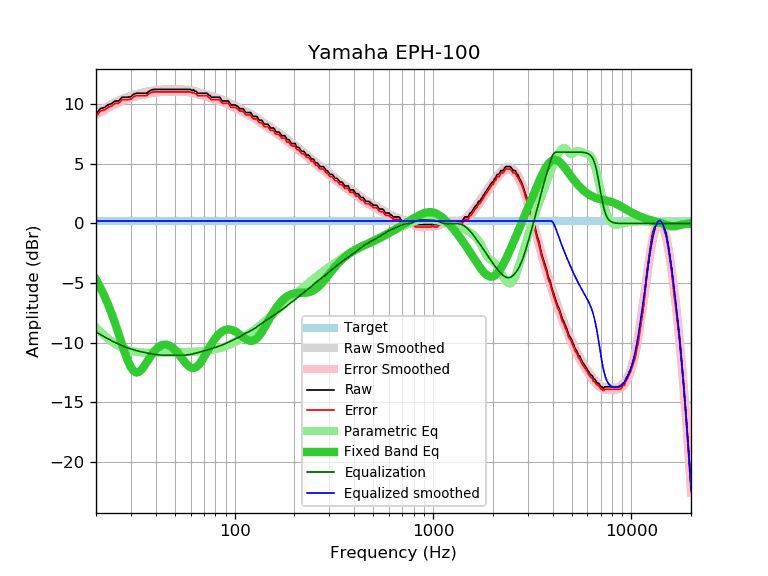 Yamaha EPH-100
10
5
0
−5
−10
−15
−20
Amplitude (dBr)
Target
Raw Smoothed
Error Smoothed
Raw
Error
Parametric Eq
Fixed Band Eq
Equalization
Equalized smoothed
100
1000
10000
Frequency (Hz)